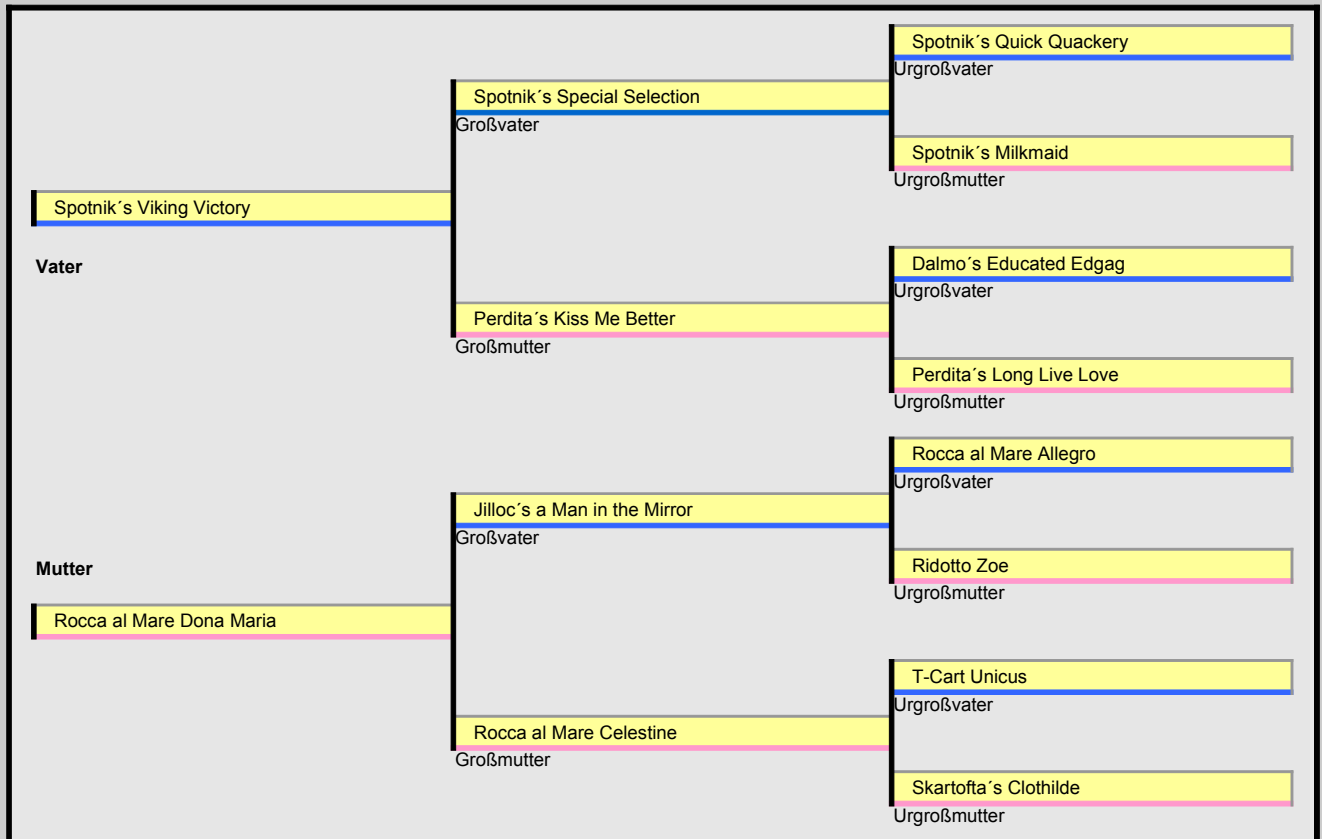 Spotnik´s Quick Quackery
Urgroßvater
Spotnik´s Special Selection
Großvater
Spotnik´s Milkmaid
Urgroßmutter
Spotnik´s Viking Victory
Vater
Dalmo´s Educated Edgag
Urgroßvater
Perdita´s Kiss Me Better
Großmutter
Perdita´s Long Live Love
Urgroßmutter
Rocca al Mare Allegro
Urgroßvater
Jilloc´s a Man in the Mirror
Großvater
Ridotto Zoe
Urgroßmutter
Mutter
Rocca al Mare Dona Maria
T-Cart Unicus
Urgroßvater
Rocca al Mare Celestine
Großmutter
Skartofta´s Clothilde
Urgroßmutter